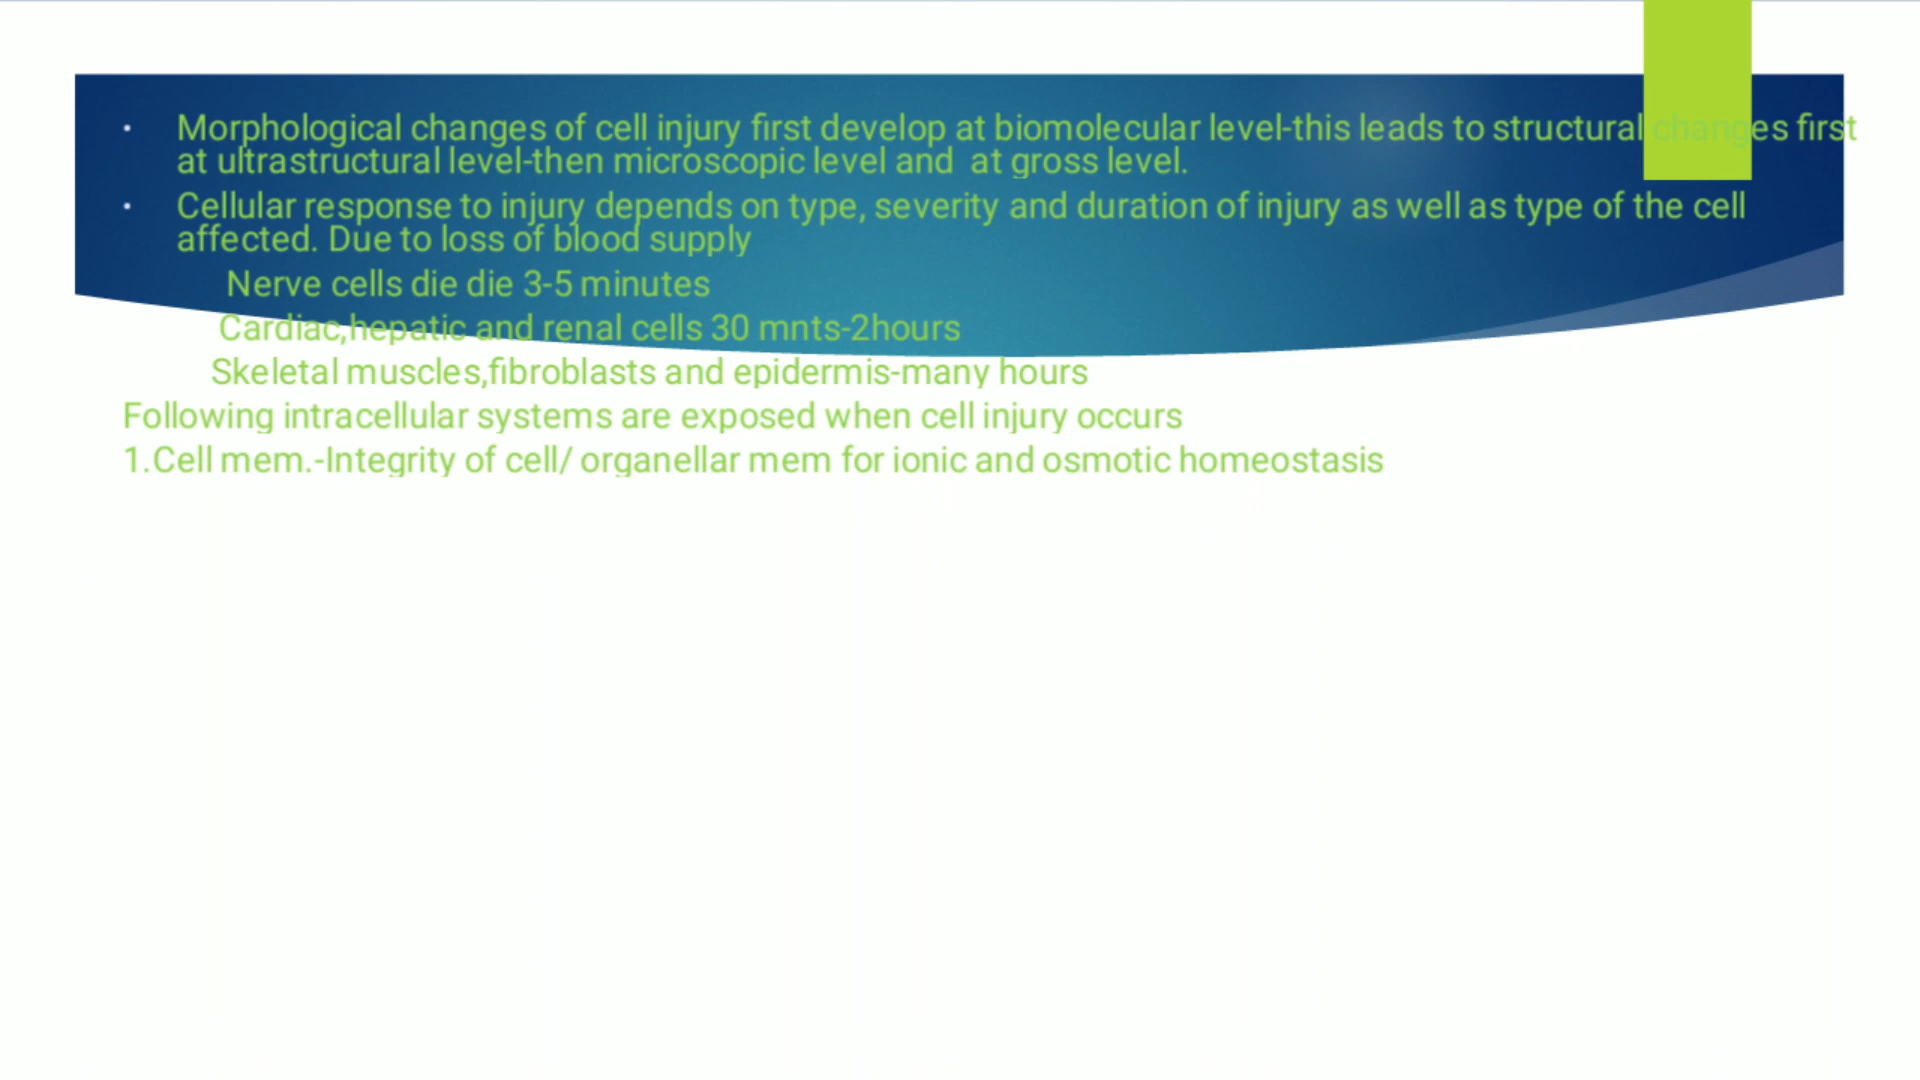 • Morphological changes of cell injury first develop at biomolecular level-this leads to structural changes first
at ultrastructural level-then microscopic level and  at gross level.
• Cellular response to injury depends on type, severity and duration of injury as well as type of the cell
affected. Due to loss of blood supply
Nerve cells die die 3-5 minutes
Cardiac,hepatic and renal cells 30 mnts-2hours
Skeletal muscles,fibroblasts and epidermis-many hours
Following intracellular systems are exposed when cell injury occurs
1.Cell mem.-Integrity of cell/ organellar mem for ionic and osmotic homeostasis